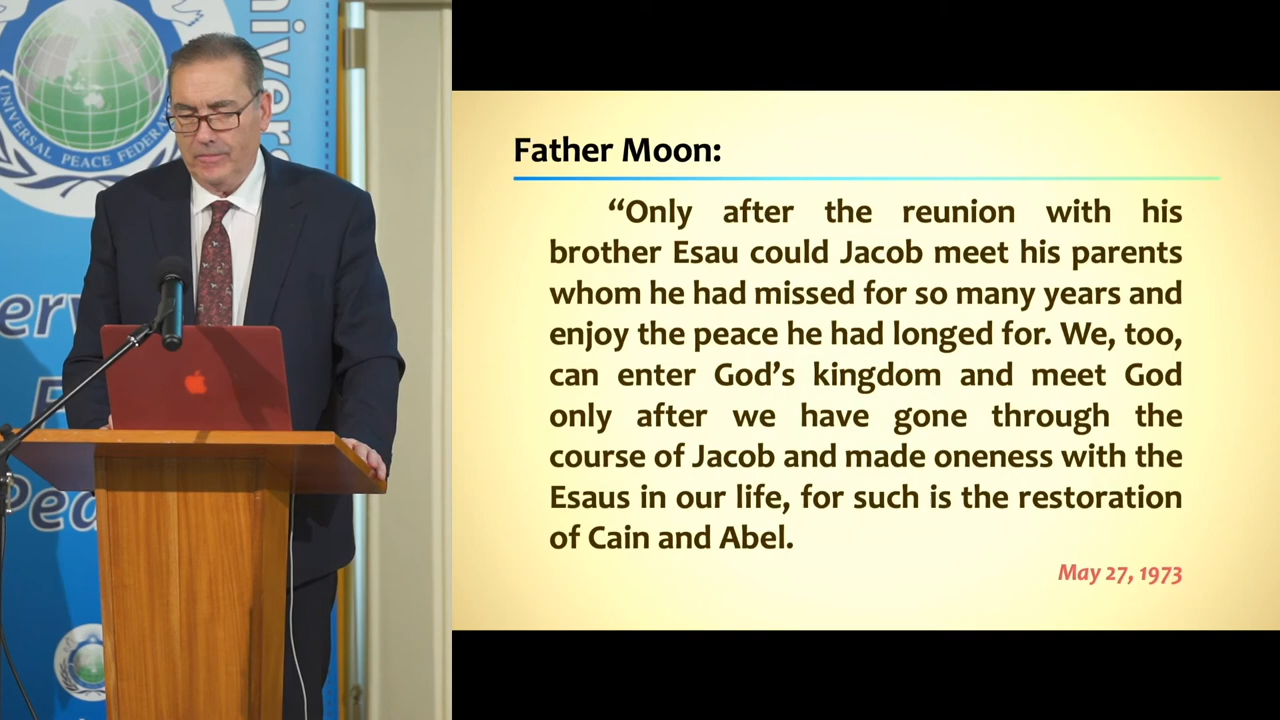 UNIVERSAL PEACE FEDERA
niver
Father Moon:
“Only after the reunion with his
brother Esau could Jacob meet his parents
whom he had missed for so many years and
enjoy the peace he had longed for. We, too,
can enter God’s kingdom and meet God
only after we have gone through the
course of Jacob and made oneness with the
Esaus in our life, for such is the restoration
of Cain and Abel.
May 27, 1973